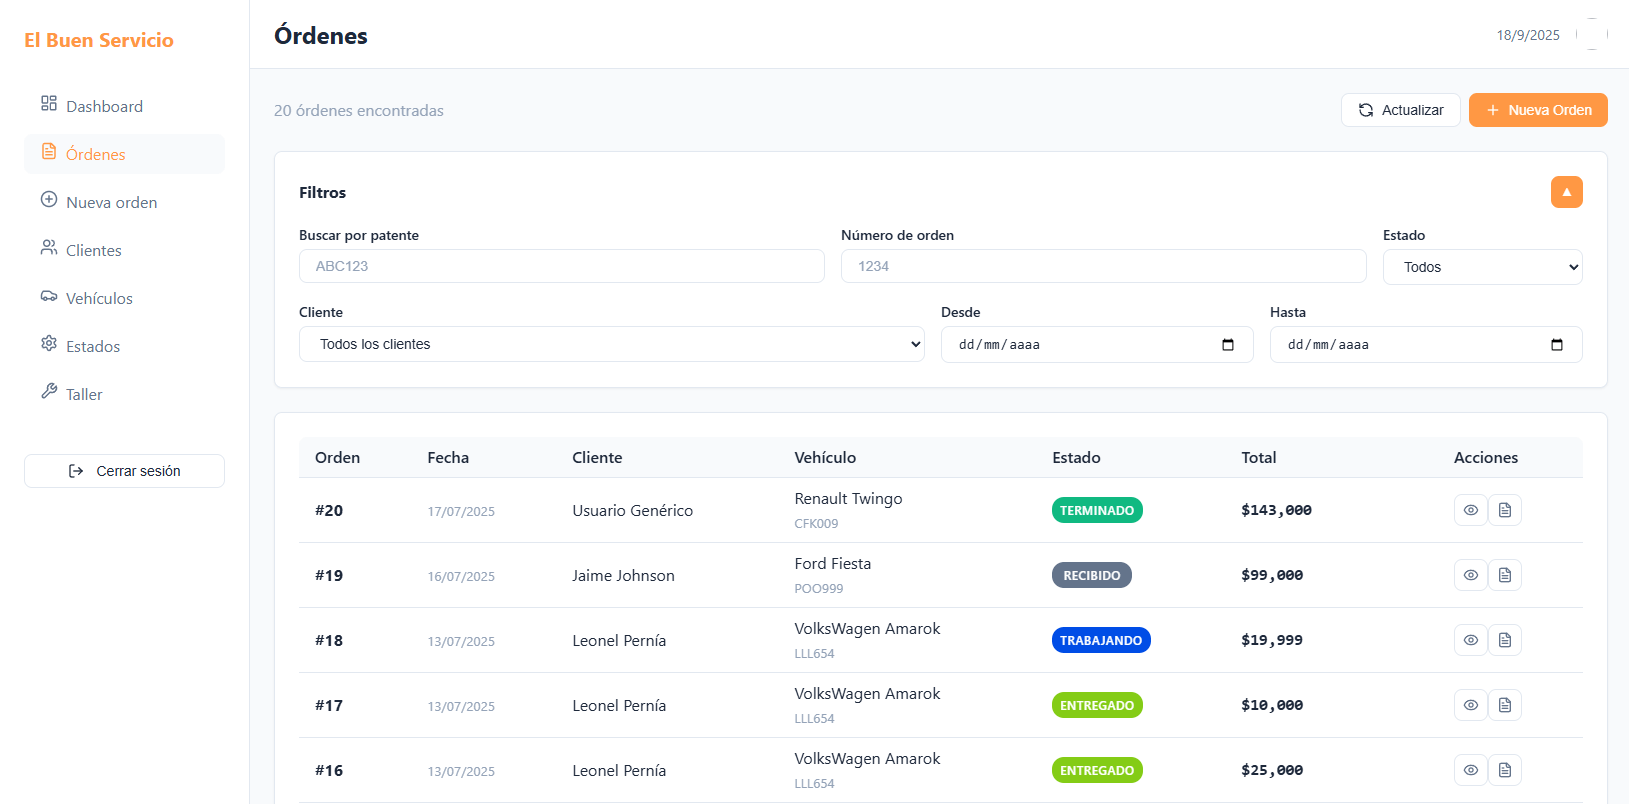 El Buen Servicio
Dashboard
Órdenes
Nueva orden
Clientes
Vehículos
Estados
Taller
Cerrar sesión
Órdenes
18/9/2025
20 órdenes encontradas
Actualizar
+ Nueva Orden
Filtros
▲
Buscar por patente
ABC123
Número de orden
1234
Estado
Todos
Cliente
Todos los clientes
Desde
dd/mm/aaaa
Hasta
dd/mm/aaaa
Orden Fecha Cliente Vehículo Estado Total Acciones
#20 17/07/2025 Usuario Genérico Renault Twingo TERMINADO $143,000
CFK009
#19 16/07/2025 Jaime Johnson Ford Fiesta RECIBIDO $99,000
POO999
#18 13/07/2025 Leonel Pernía VolksWagen Amarok TRABAJANDO $19,999
LLL654
#17 13/07/2025 Leonel Pernía VolksWagen Amarok ENTREGADO $10,000
LLL654
#16 13/07/2025 Leonel Pernía VolksWagen Amarok ENTREGADO $25,000
LLL654